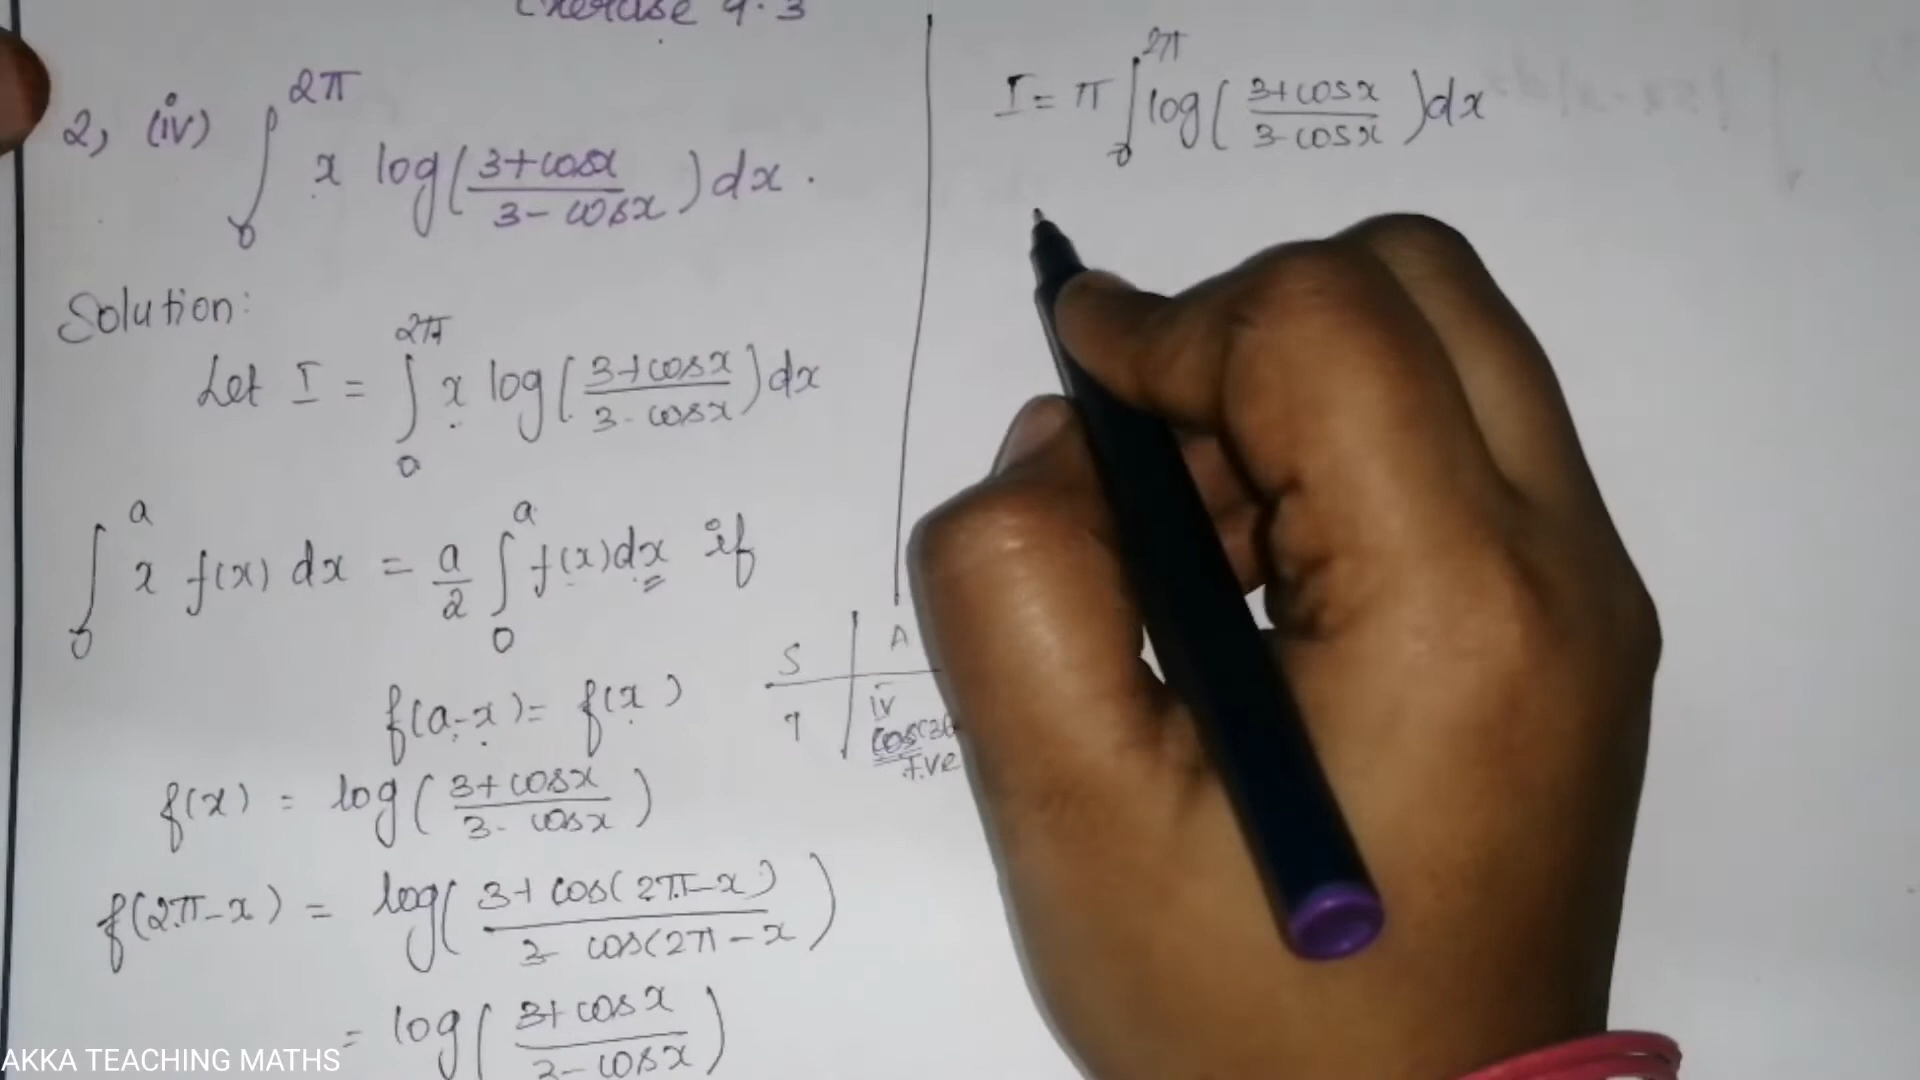 Exercise 9.3
2, (iv) ∫₀^2π x log(3+cosx / 3-cosx) dx.
Solution:
Let I = ∫₀^2π x log(3+cosx / 3-cosx) dx
∫₀^a x f(x) dx = a/2 ∫₀^a f(x) dx if
f(a-x) = f(x)
S A
T iv
cos(36
+ve
f(x) = log(3+cosx / 3-cosx)
f(2π-x) = log(3+cos(2π-x) / 3-cos(2π-x))
= log(3+cosx / 3-cosx)
I = π ∫₀^2π log(3+cosx / 3-cosx) dx
AKKA TEACHING MATHS